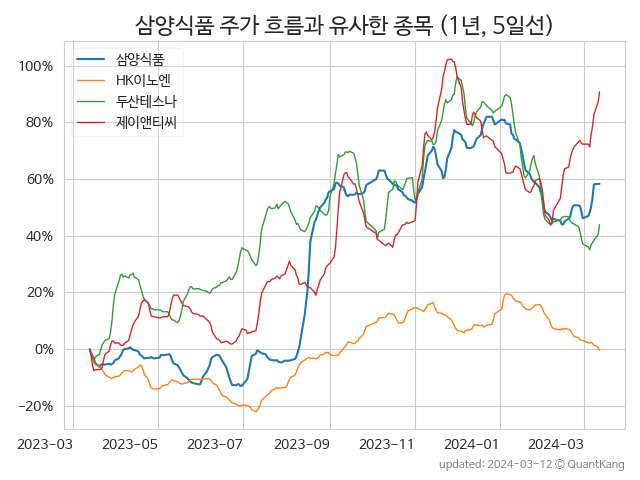 삼양식품 주가 흐름과 유사한 종목 (1년, 5일선)
삼양식품
HK이노엔
두산테스나
제이앤티씨
100%
80%
60%
40%
20%
0%
−20%
2023-03 2023-05 2023-07 2023-09 2023-11 2024-01 2024-03
updated: 2024-03-12 © QuantKang